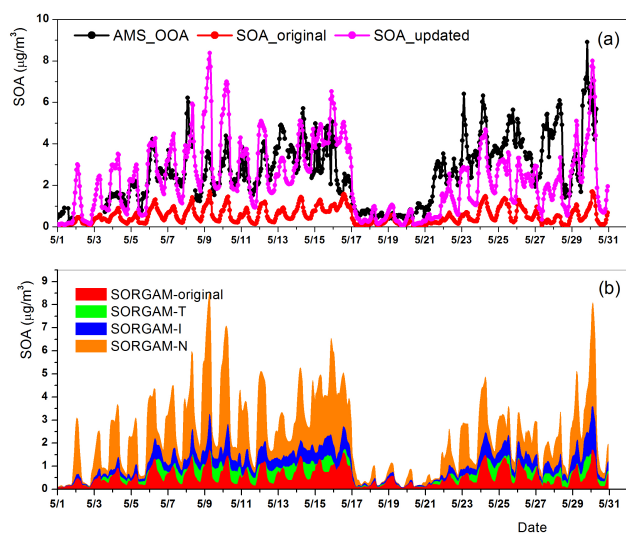 10
AMS_OOA SOA_original SOA_updated (a)
8
6
4
2
0
SOA (μg/m³)
5/1 5/3 5/5 5/7 5/9 5/11 5/13 5/15 5/17 5/19 5/21 5/23 5/25 5/27 5/29 5/31
9
(b)
8
SORGAM-original
SORGAM-T
SORGAM-I
SORGAM-N
7
6
5
4
3
2
1
0
SOA (μg/m³)
5/1 5/3 5/5 5/7 5/9 5/11 5/13 5/15 5/17 5/19 5/21 5/23 5/25 5/27 5/29 5/31
Date